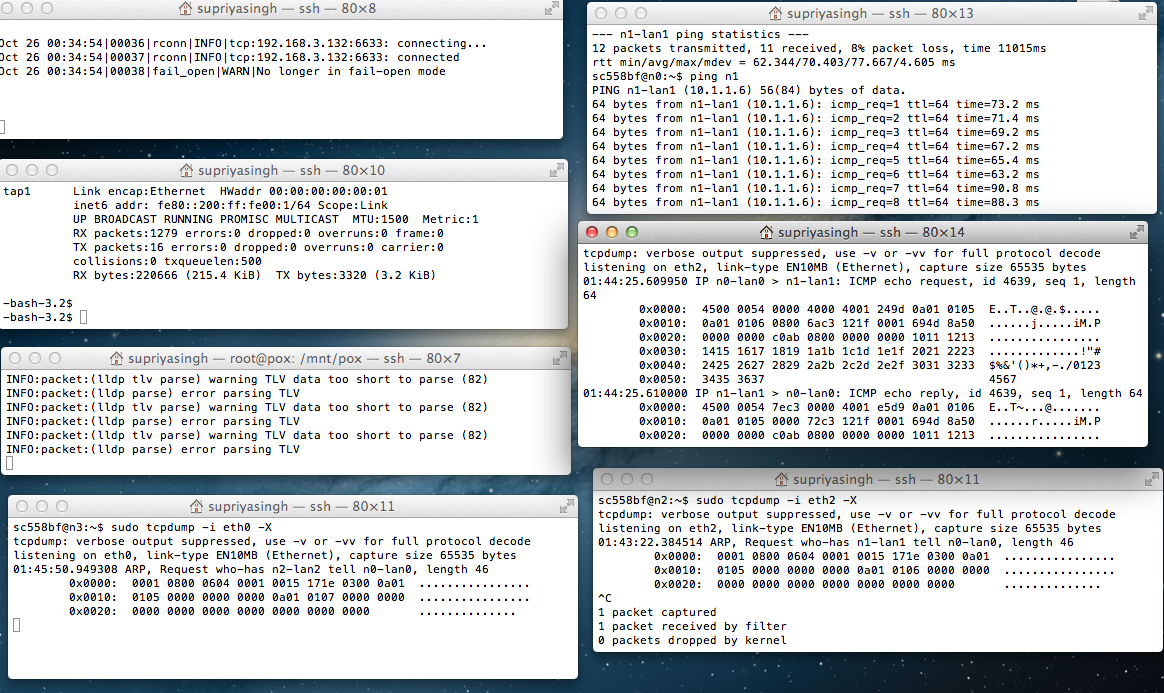 supriyasingh — ssh — 80×8
Oct 26 00:34:54|00036|rconn|INFO|tcp:192.168.3.132:6633: connecting...
Oct 26 00:34:54|00037|rconn|INFO|tcp:192.168.3.132:6633: connected
Oct 26 00:34:54|00038|fail_open|WARN|No longer in fail-open mode
supriyasingh — ssh — 80×10
tap1      Link encap:Ethernet  HWaddr 00:00:00:00:00:01
          inet6 addr: fe80::200:ff:fe00:1/64 Scope:Link
          UP BROADCAST RUNNING PROMISC MULTICAST  MTU:1500  Metric:1
          RX packets:1279 errors:0 dropped:0 overruns:0 frame:0
          TX packets:16 errors:0 dropped:0 overruns:0 carrier:0
          collisions:0 txqueuelen:500
          RX bytes:220666 (215.4 KiB)  TX bytes:3320 (3.2 KiB)
-bash-3.2$
-bash-3.2$
supriyasingh — root@pox: /mnt/pox — ssh — 80×7
INFO:packet:(lldp tlv parse) warning TLV data too short to parse (82)
INFO:packet:(lldp parse) error parsing TLV
INFO:packet:(lldp tlv parse) warning TLV data too short to parse (82)
INFO:packet:(lldp parse) error parsing TLV
INFO:packet:(lldp tlv parse) warning TLV data too short to parse (82)
INFO:packet:(lldp parse) error parsing TLV
supriyasingh — ssh — 80×11
sc558bf@n3:~$ sudo tcpdump -i eth0 -X
tcpdump: verbose output suppressed, use -v or -vv for full protocol decode
listening on eth0, link-type EN10MB (Ethernet), capture size 65535 bytes
01:45:50.949308 ARP, Request who-has n2-lan2 tell n0-lan0, length 46
        0x0000:  0001 0800 0604 0001 0015 171e 0300 0a01  ................
        0x0010:  0105 0000 0000 0000 0a01 0107 0000 0000  ................
        0x0020:  0000 0000 0000 0000 0000 0000 0000       ..............
supriyasingh — ssh — 80×13
--- n1-lan1 ping statistics ---
12 packets transmitted, 11 received, 8% packet loss, time 11015ms
rtt min/avg/max/mdev = 62.344/70.403/77.667/4.605 ms
sc558bf@n0:~$ ping n1
PING n1-lan1 (10.1.1.6) 56(84) bytes of data.
64 bytes from n1-lan1 (10.1.1.6): icmp_req=1 ttl=64 time=73.2 ms
64 bytes from n1-lan1 (10.1.1.6): icmp_req=2 ttl=64 time=71.4 ms
64 bytes from n1-lan1 (10.1.1.6): icmp_req=3 ttl=64 time=69.2 ms
64 bytes from n1-lan1 (10.1.1.6): icmp_req=4 ttl=64 time=67.2 ms
64 bytes from n1-lan1 (10.1.1.6): icmp_req=5 ttl=64 time=65.4 ms
64 bytes from n1-lan1 (10.1.1.6): icmp_req=6 ttl=64 time=63.2 ms
64 bytes from n1-lan1 (10.1.1.6): icmp_req=7 ttl=64 time=90.8 ms
64 bytes from n1-lan1 (10.1.1.6): icmp_req=8 ttl=64 time=88.3 ms
supriyasingh — ssh — 80×14
tcpdump: verbose output suppressed, use -v or -vv for full protocol decode
listening on eth2, link-type EN10MB (Ethernet), capture size 65535 bytes
01:44:25.609950 IP n0-lan0 > n1-lan1: ICMP echo request, id 4639, seq 1, length
64
        0x0000:  4500 0054 0000 4000 4001 249d 0a01 0105  E..T..@.@.$.....
        0x0010:  0a01 0106 0800 6ac3 121f 0001 694d 8a50  ......j.....iM.P
        0x0020:  0000 0000 c0ab 0800 0000 0000 1011 1213  ................
        0x0030:  1415 1617 1819 1a1b 1c1d 1e1f 2021 2223  .............!"#
        0x0040:  2425 2627 2829 2a2b 2c2d 2e2f 3031 3233  $%&'()*+,-./0123
        0x0050:  3435 3637                                4567
01:44:25.610000 IP n1-lan1 > n0-lan0: ICMP echo reply, id 4639, seq 1, length 64
        0x0000:  4500 0054 7ec3 0000 4001 e5d9 0a01 0106  E..T~...@.......
        0x0010:  0a01 0105 0000 72c3 121f 0001 694d 8a50  ......r.....iM.P
        0x0020:  0000 0000 c0ab 0800 0000 0000 1011 1213  ................
supriyasingh — ssh — 80×11
sc558bf@n2:~$ sudo tcpdump -i eth2 -X
tcpdump: verbose output suppressed, use -v or -vv for full protocol decode
listening on eth2, link-type EN10MB (Ethernet), capture size 65535 bytes
01:43:22.384514 ARP, Request who-has n1-lan1 tell n0-lan0, length 46
        0x0000:  0001 0800 0604 0001 0015 171e 0300 0a01  ................
        0x0010:  0105 0000 0000 0000 0a01 0106 0000 0000  ................
        0x0020:  0000 0000 0000 0000 0000 0000 0000       ..............
^C
1 packet captured
1 packet received by filter
0 packets dropped by kernel